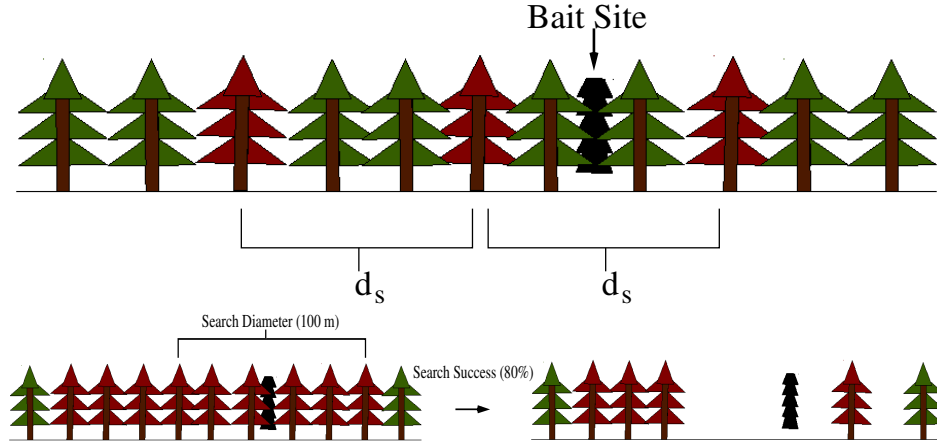 Bait Site
d_s
d_s
Search Diameter (100 m)
Search Success (80%)